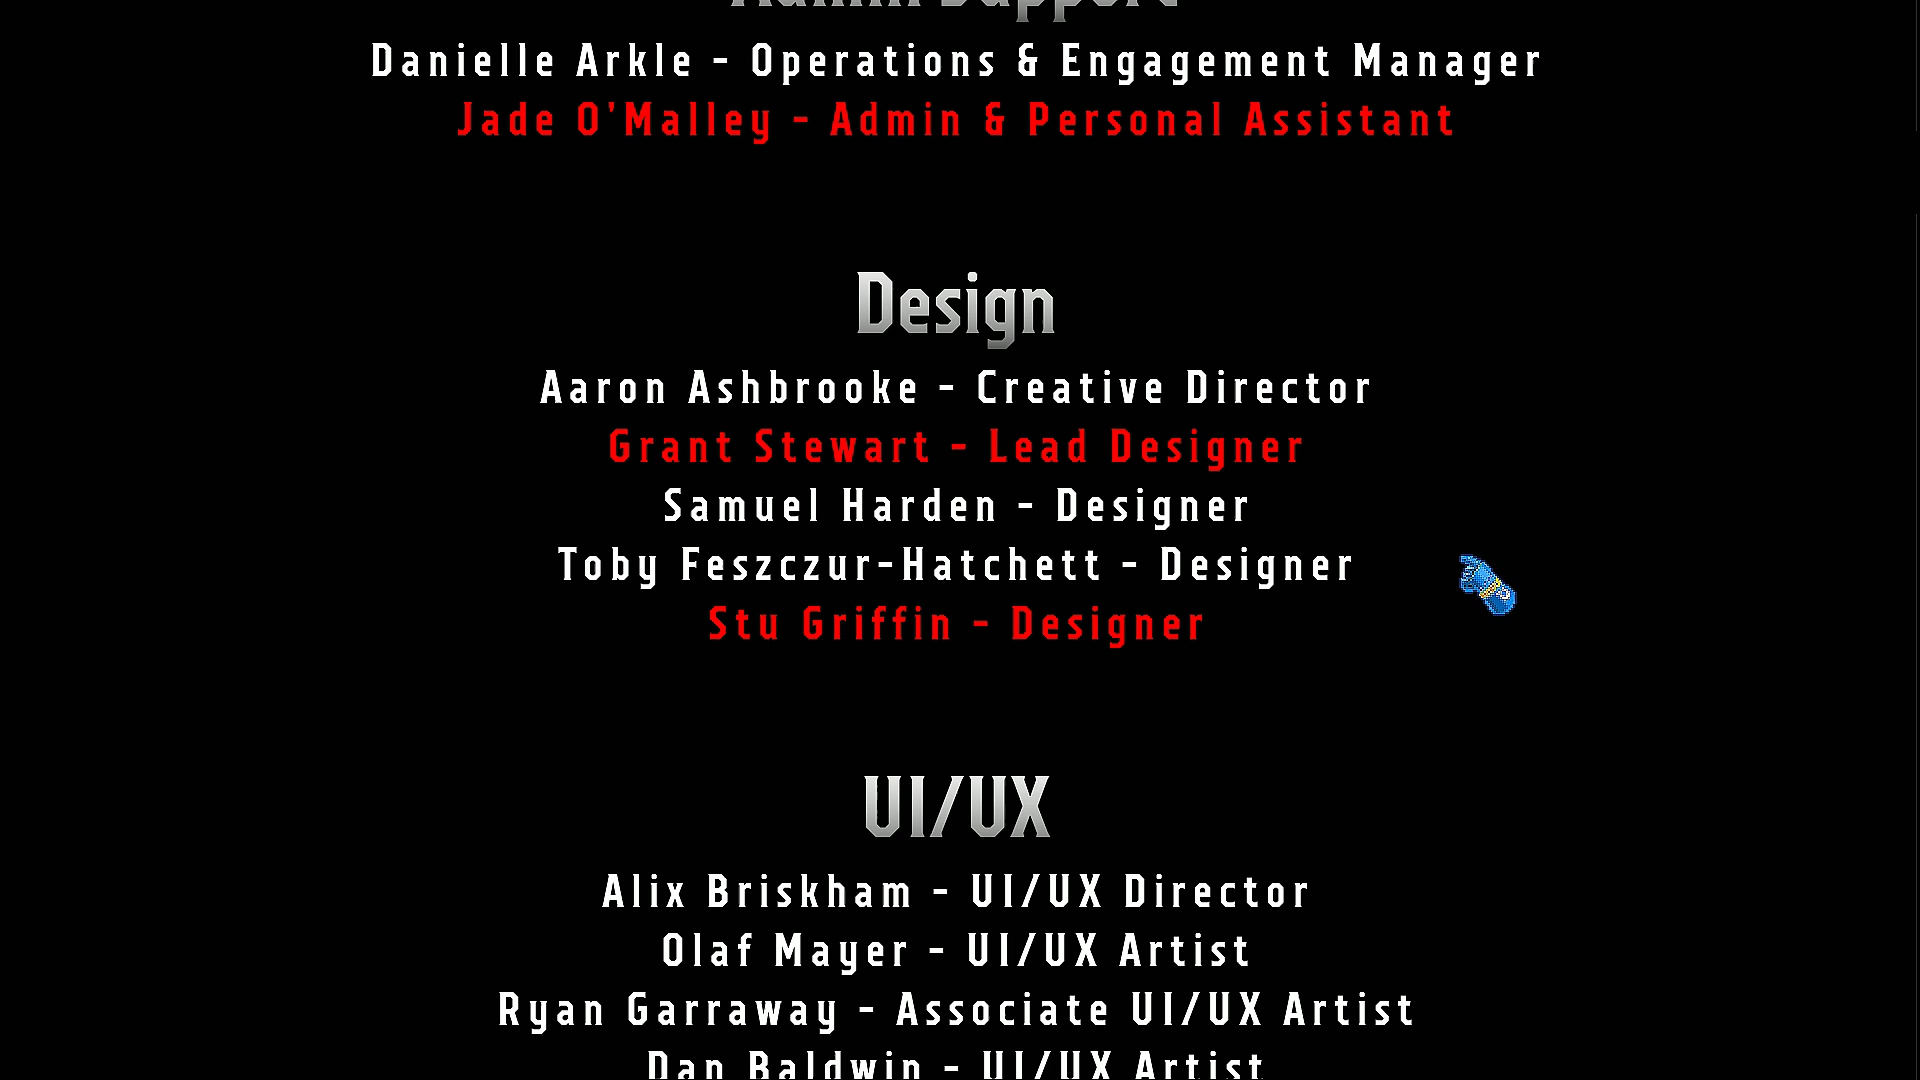 Admin Support
Danielle Arkle - Operations & Engagement Manager
Jade O'Malley - Admin & Personal Assistant
Design
Aaron Ashbrooke - Creative Director
Grant Stewart - Lead Designer
Samuel Harden - Designer
Toby Feszczur-Hatchett - Designer
Stu Griffin - Designer
UI/UX
Alix Briskham - UI/UX Director
Olaf Mayer - UI/UX Artist
Ryan Garraway - Associate UI/UX Artist
Dan Baldwin - UI/UX Artist